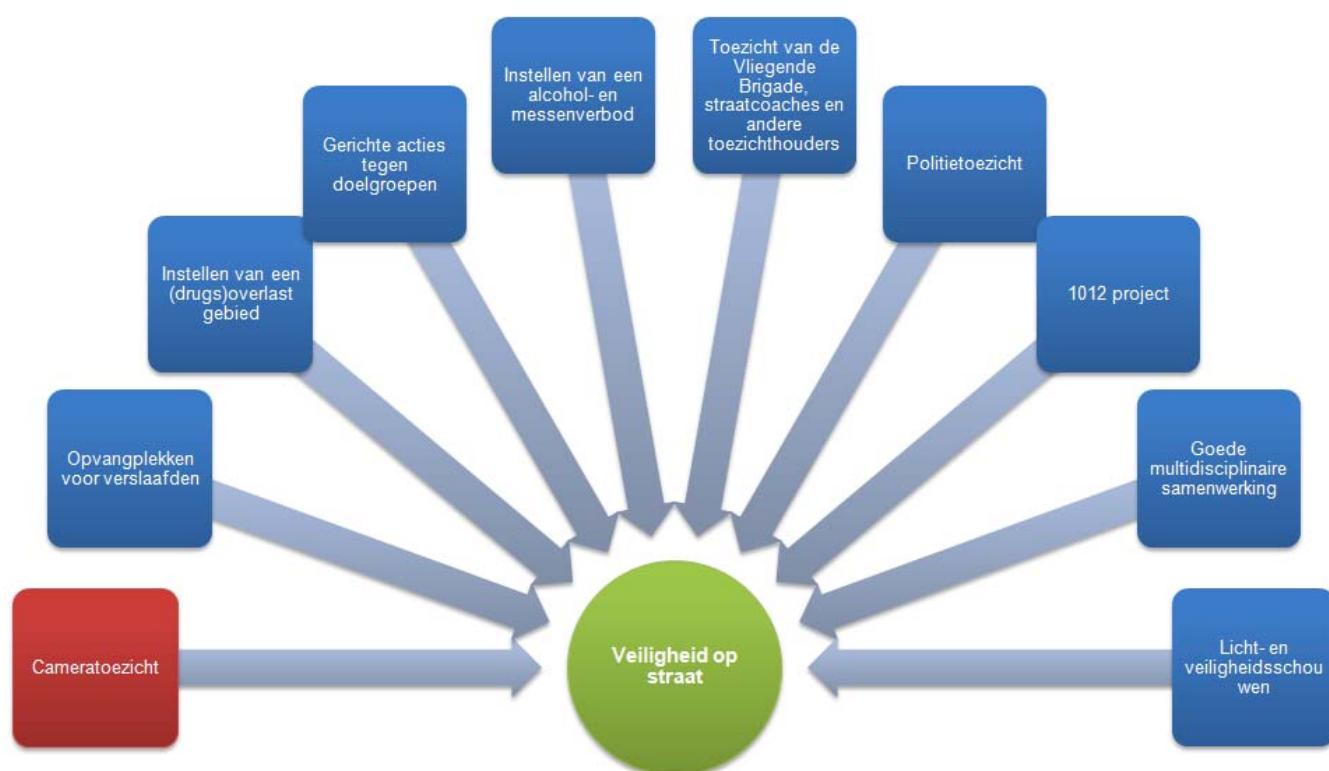 Cameratoezicht
Opvangplekken
voor verslaafden
Instellen van een
(drugs)overlast
gebied
Gerichte acties
tegen
doelgroepen
Instellen van een
alcohol- en
messenverbod
Toezicht van de
Vliegende
Brigade,
straatcoaches en
andere
toezichthouders
Politietoezicht
1012 project
Goede
multidisciplinaire
samenwerking
Licht- en
veiligheidsschou
wen
Veiligheid op
straat